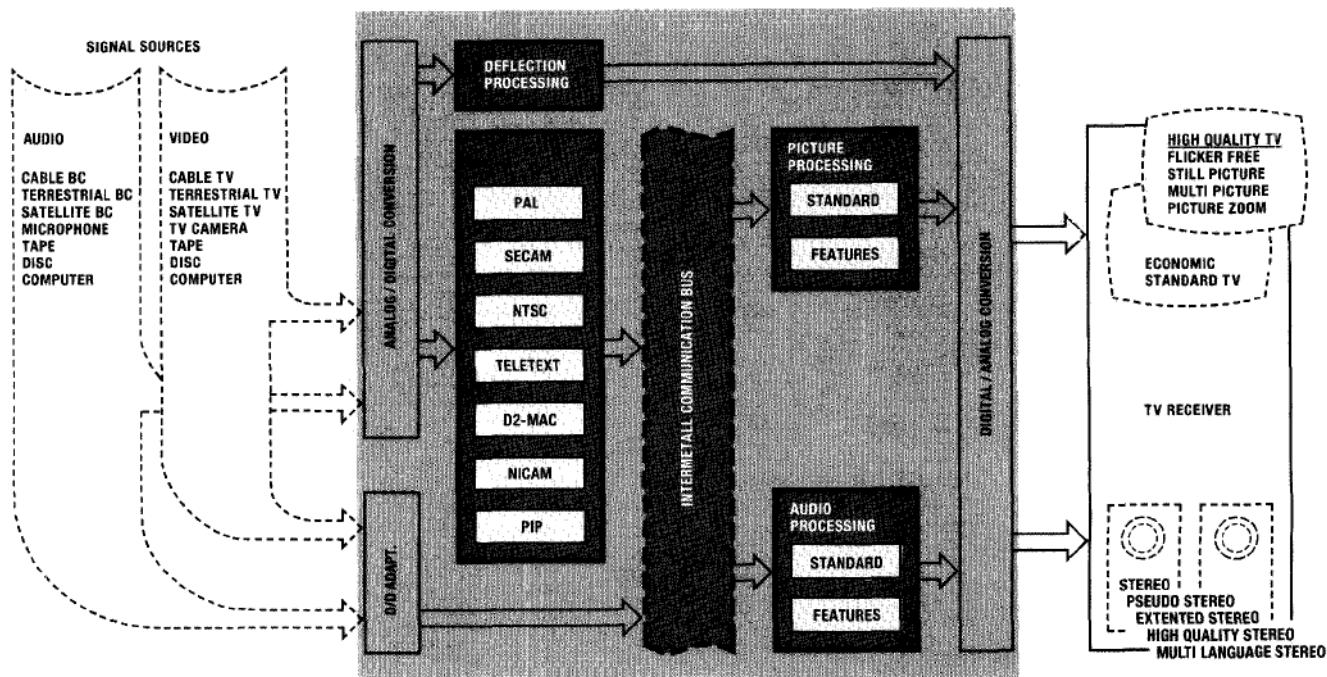 SIGNAL SOURCES
AUDIO
CABLE BC
TERRESTRIAL BC
SATELLITE BC
MICROPHONE
TAPE
DISC
COMPUTER
VIDEO
CABLE TV
TERRESTRIAL TV
SATELLITE TV
TV CAMERA
TAPE
DISC
COMPUTER
ANALOG / DIGITAL CONVERSION
D/D ADAPT.
DEFLECTION
PROCESSING
PAL
SECAM
NTSC
TELETEXT
D2-MAC
NICAM
PIP
INTERMETALL COMMUNICATION BUS
PICTURE
PROCESSING
STANDARD
FEATURES
AUDIO
PROCESSING
STANDARD
FEATURES
DIGITAL / ANALOG CONVERSION
HIGH QUALITY TV
FLICKER FREE
STILL PICTURE
MULTI PICTURE
PICTURE ZOOM
ECONOMIC
STANDARD TV
TV RECEIVER
STEREO
PSEUDO STEREO
EXTENTED STEREO
HIGH QUALITY STEREO
MULTI LANGUAGE STEREO